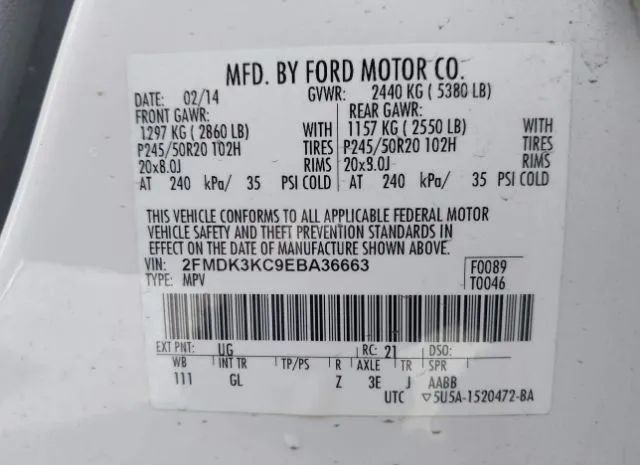 MFD. BY FORD MOTOR CO.
DATE: 02/14 GVWR: 2440 KG ( 5380 LB)
FRONT GAWR: REAR GAWR:
1297 KG ( 2860 LB) WITH 1157 KG ( 2550 LB) WITH
P245/50R20 102H TIRES P245/50R20 102H TIRES
20x8.0J RIMS 20x8.0J RIMS
AT 240 kPa/ 35 PSI COLD AT 240 kPa/ 35 PSI COLD
THIS VEHICLE CONFORMS TO ALL APPLICABLE FEDERAL MOTOR
VEHICLE SAFETY AND THEFT PREVENTION STANDARDS IN
EFFECT ON THE DATE OF MANUFACTURE SHOWN ABOVE.
VIN: 2FMDK3KC9EBA36663 F0089
TYPE: MPV T0046
EXT PNT: UG RC: 21 DSO:
WB INT TR TP/PS R AXLE TR SPR
111 GL Z 3E J AABB
UTC ▽5U5A-1520472-BA